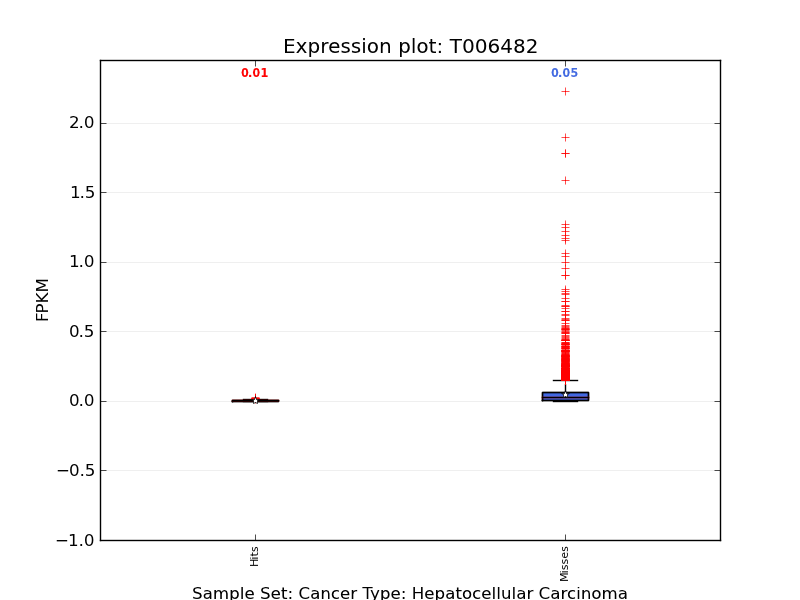 Expression plot: T006482
0.01
0.05
2.0
1.5
1.0
0.5
0.0
−0.5
−1.0
FPKM
Hits
Misses
Sample Set: Cancer Type: Hepatocellular Carcinoma